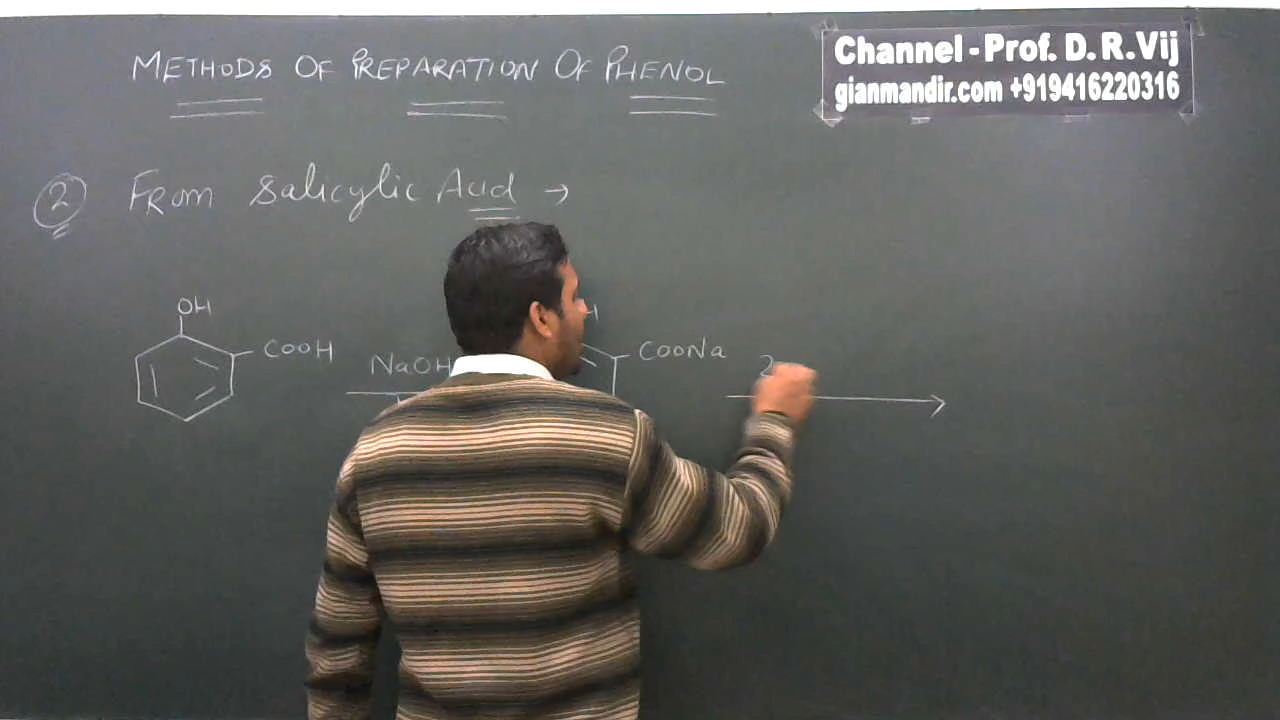 METHODS OF PREPARATION OF PHENOL
Channel - Prof. D. R. Vij
gianmandir.com +919416220316
2 FROM Salicylic Acid →
OH
COOH
NaOH
H
COONa
2